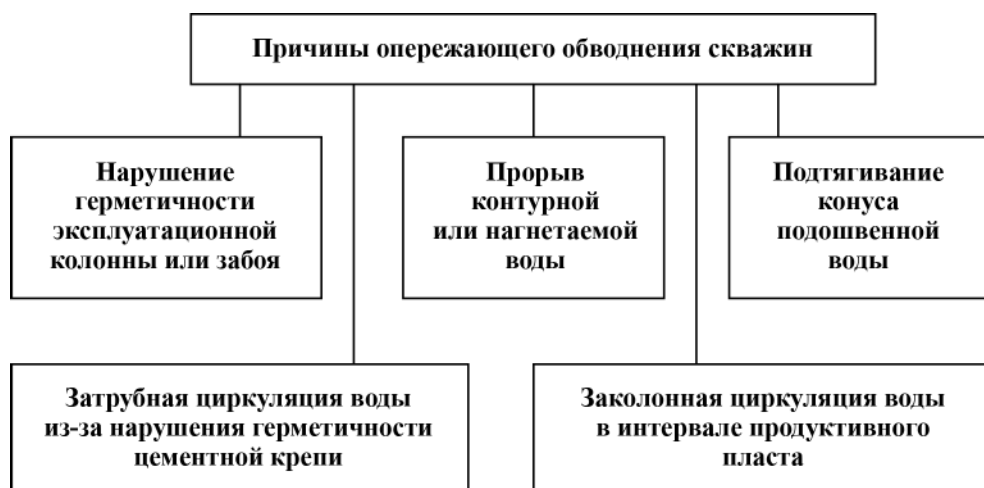 Причины опережающего обводнения скважин
Нарушение
герметичности
эксплуатационной
колонны или забоя
Прорыв
контурной
или нагнетаемой
воды
Подтягивание
конуса
подошвенной
воды
Затрубная циркуляция воды
из-за нарушения герметичности
цементной крепи
Заколонная циркуляция воды
в интервале продуктивного
пласта